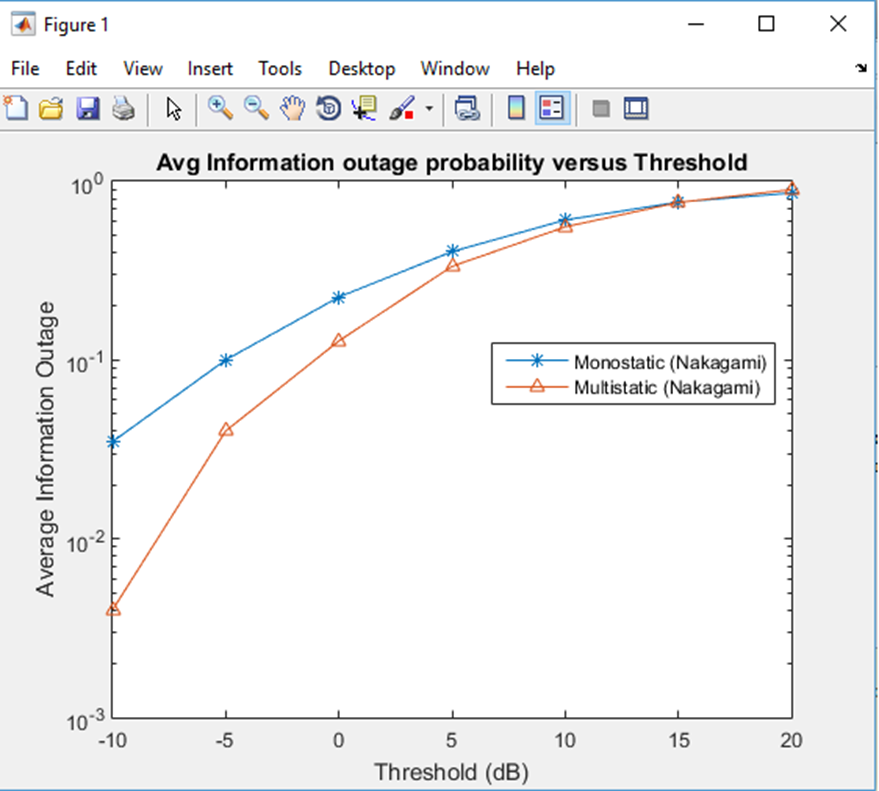 Figure 1
File Edit View Insert Tools Desktop Window Help
Avg Information outage probability versus Threshold
10^0
10^-1
10^-2
10^-3
Average Information Outage
Monostatic (Nakagami)
Multistatic (Nakagami)
-10 -5 0 5 10 15 20
Threshold (dB)